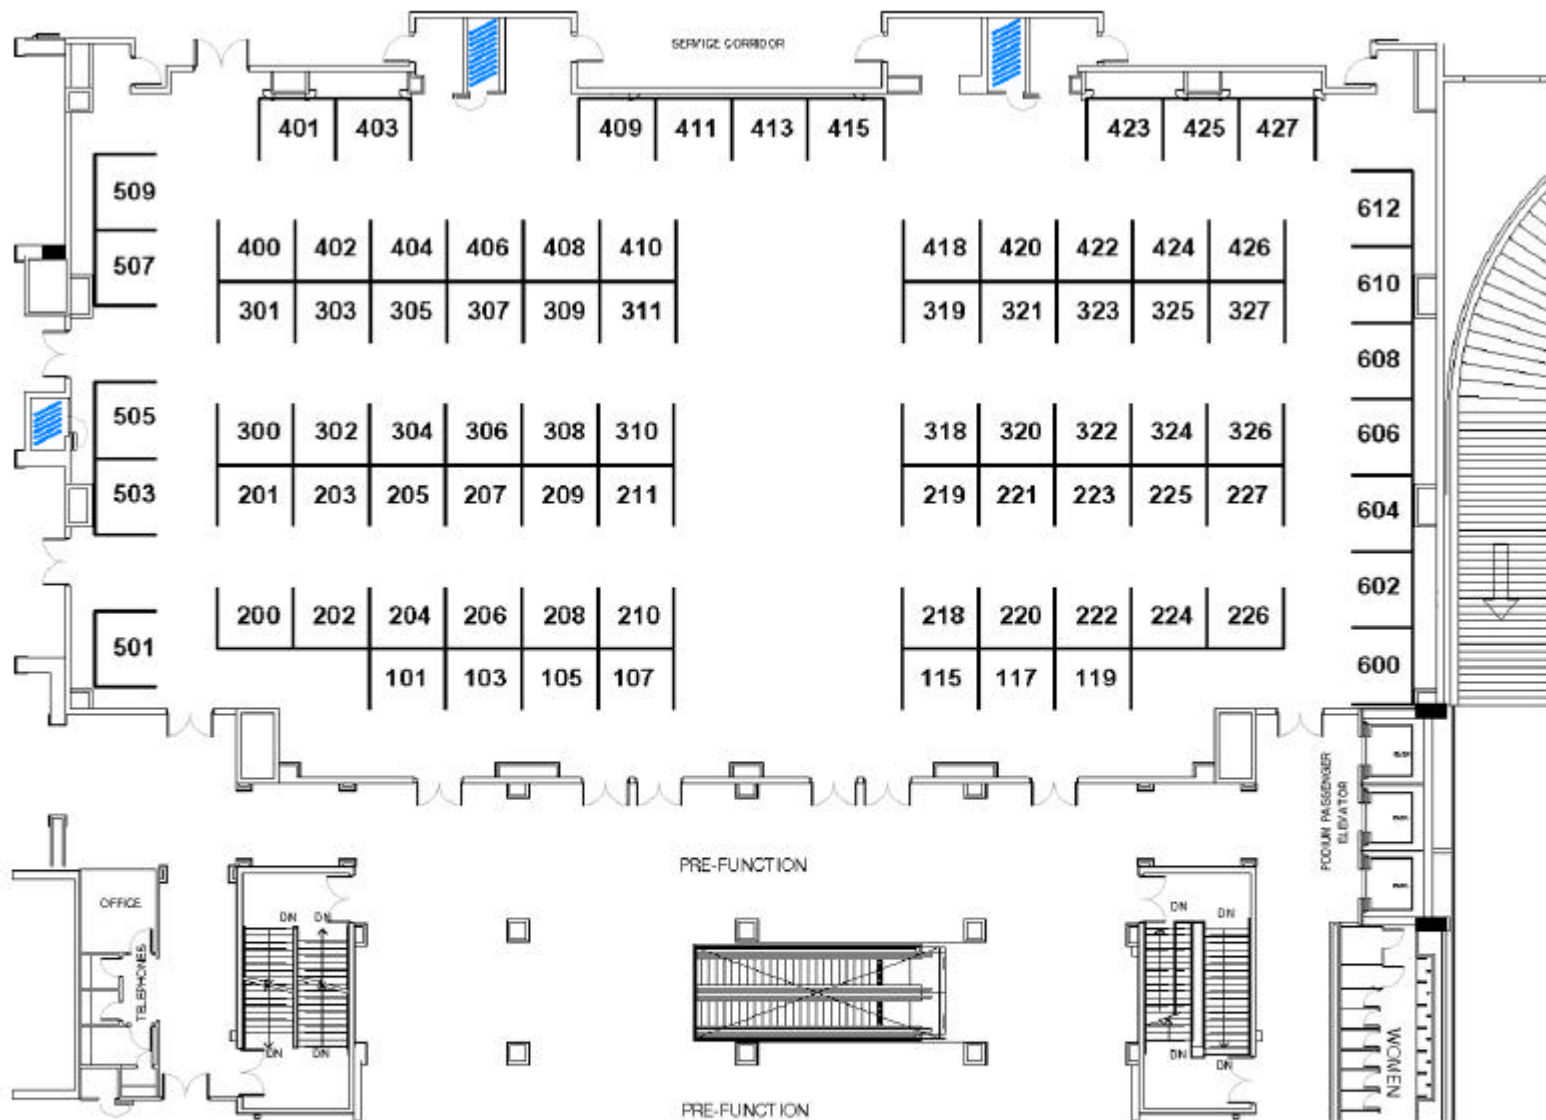 SERVICE CORRIDOR
401 403 409 411 413 415 423 425 427
509
612
507
400 402 404 406 408 410 418 420 422 424 426
610
301 303 305 307 309 311 319 321 323 325 327
608
505
300 302 304 306 308 310 318 320 322 324 326
606
503
201 203 205 207 209 211 219 221 223 225 227
604
602
200 202 204 206 208 210 218 220 222 224 226
501
600
101 103 105 107 115 117 119
PODIUM PASSENGER
ELEVATOR
PRE-FUNCTION
OFFICE
DN DN
DN DN
TELEPHONES
DN DN
DN DN
WOMEN
PRE-FUNCTION